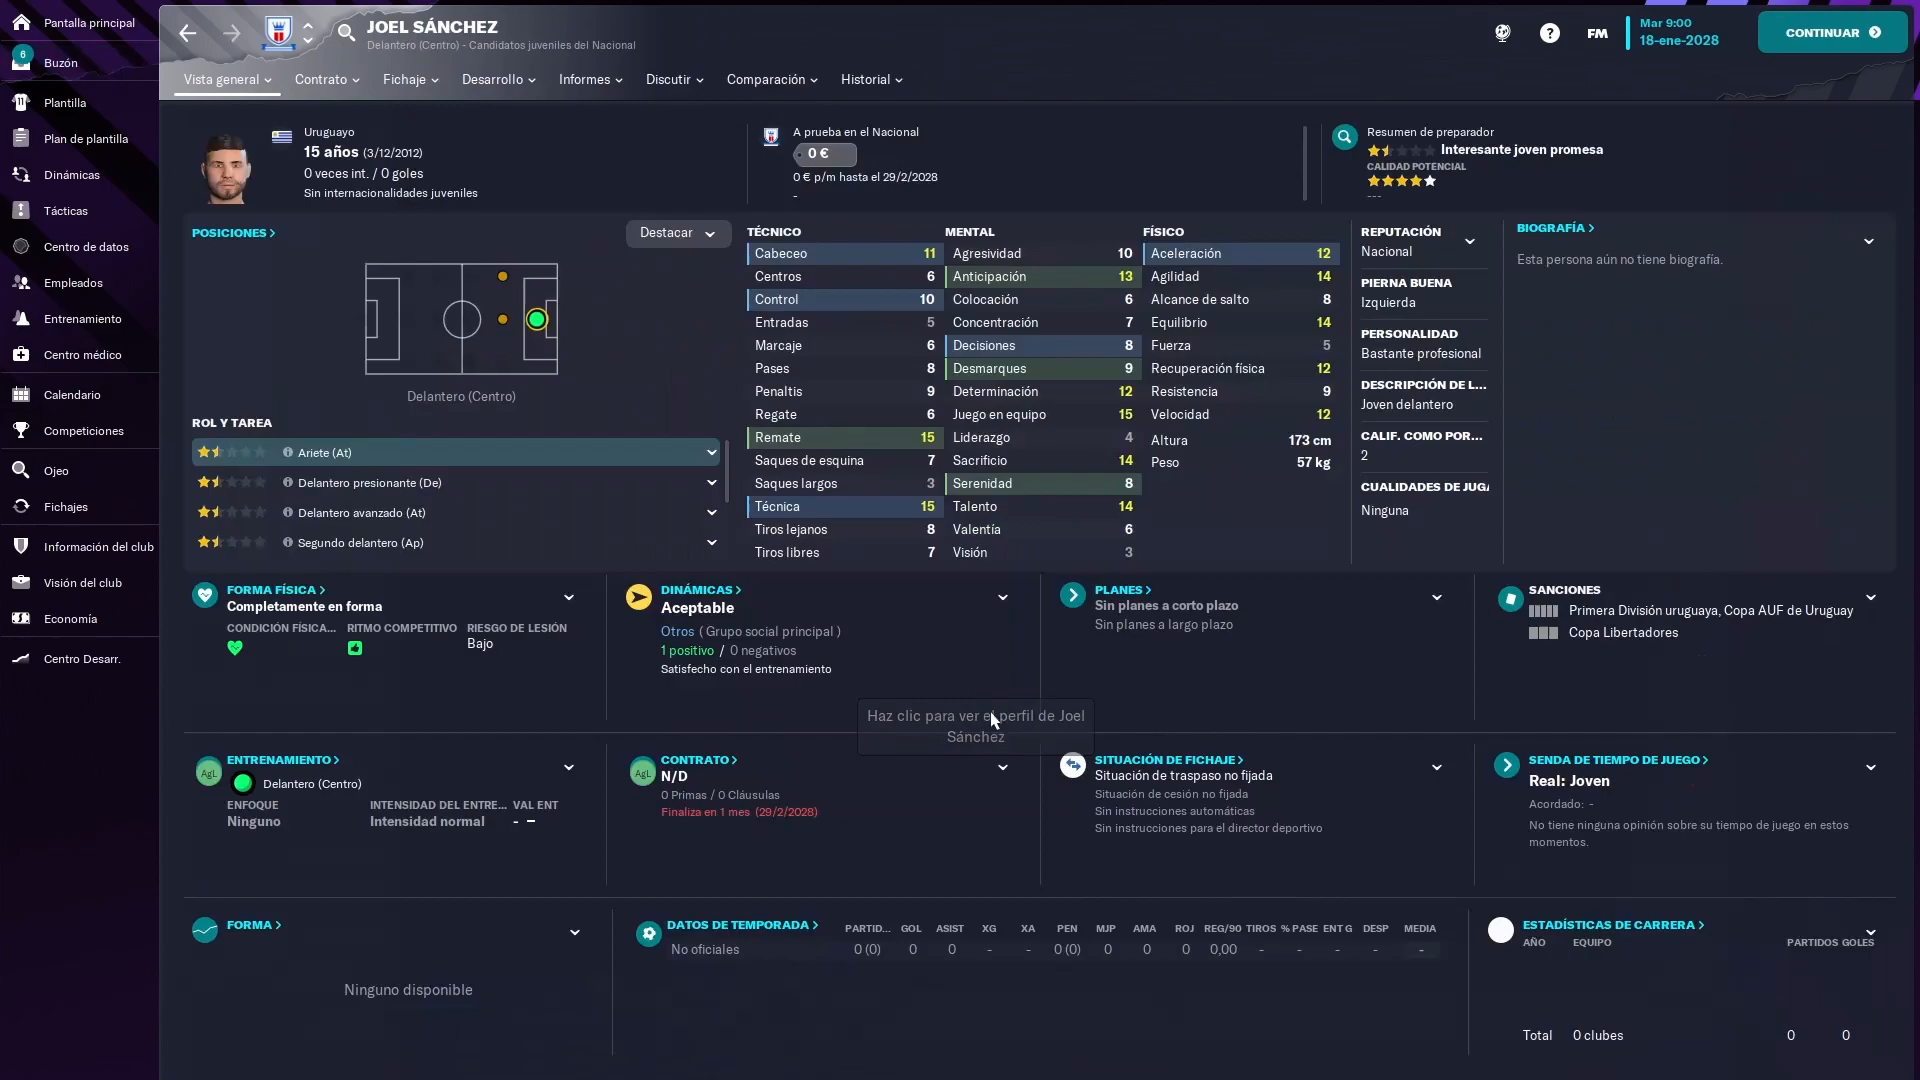 Pantalla principal
6
Buzón
Plantilla
Plan de plantilla
Dinámicas
Tácticas
Centro de datos
Empleados
Entrenamiento
Centro médico
Calendario
Competiciones
Ojeo
Fichajes
Información del club
Visión del club
Economía
Centro Desarr.
JOEL SÁNCHEZ
Delantero (Centro) - Candidatos juveniles del Nacional
FM
Mar 9:00
18-ene-2028
CONTINUAR
Vista general
Contrato
Fichaje
Desarrollo
Informes
Discutir
Comparación
Historial
Uruguayo
15 años (3/12/2012)
0 veces int. / 0 goles
Sin internacionalidades juveniles
A prueba en el Nacional
0 €
0 € p/m hasta el 29/2/2028
-
Resumen de preparador
Interesante joven promesa
CALIDAD POTENCIAL
---
POSICIONES >
Destacar
Delantero (Centro)
ROL Y TAREA
Ariete (At)
Delantero presionante (De)
Delantero avanzado (At)
Segundo delantero (Ap)
TÉCNICO
Cabeceo 11
Centros 6
Control 10
Entradas 5
Marcaje 6
Pases 8
Penaltis 9
Regate 6
Remate 15
Saques de esquina 7
Saques largos 3
Técnica 15
Tiros lejanos 8
Tiros libres 7
MENTAL
Agresividad 10
Anticipación 13
Colocación 6
Concentración 7
Decisiones 8
Desmarques 9
Determinación 12
Juego en equipo 15
Liderazgo 4
Sacrificio 14
Serenidad 8
Talento 14
Valentía 6
Visión 3
FÍSICO
Aceleración 12
Agilidad 14
Alcance de salto 8
Equilibrio 14
Fuerza 5
Recuperación física 12
Resistencia 9
Velocidad 12
Altura 173 cm
Peso 57 kg
REPUTACIÓN
Nacional
PIERNA BUENA
Izquierda
PERSONALIDAD
Bastante profesional
DESCRIPCIÓN DE L...
Joven delantero
CALIF. COMO POR...
2
CUALIDADES DE JUGA
Ninguna
BIOGRAFÍA >
Esta persona aún no tiene biografía.
FORMA FÍSICA >
Completamente en forma
CONDICIÓN FÍSICA... RITMO COMPETITIVO RIESGO DE LESIÓN
Bajo
DINÁMICAS >
Aceptable
Otros ( Grupo social principal )
1 positivo / 0 negativos
Satisfecho con el entrenamiento
PLANES >
Sin planes a corto plazo
Sin planes a largo plazo
SANCIONES
Primera División uruguaya, Copa AUF de Uruguay
Copa Libertadores
Haz clic para ver el perfil de Joel
Sánchez
AgL
ENTRENAMIENTO >
Delantero (Centro)
ENFOQUE INTENSIDAD DEL ENTRE... VAL ENT
Ninguno Intensidad normal - –
AgL
CONTRATO >
N/D
0 Primas / 0 Cláusulas
Finaliza en 1 mes (29/2/2028)
SITUACIÓN DE FICHAJE >
Situación de traspaso no fijada
Situación de cesión no fijada
Sin instrucciones automáticas
Sin instrucciones para el director deportivo
SENDA DE TIEMPO DE JUEGO >
Real: Joven
Acordado: -
No tiene ninguna opinión sobre su tiempo de juego en estos
momentos.
FORMA >
Ninguno disponible
DATOS DE TEMPORADA > PARTID... GOL ASIST XG XA PEN MJP AMA ROJ REG/90 TIROS % PASE ENT G DESP MEDIA
No oficiales 0 (0) 0 0 - - 0 (0) 0 0 0 0,00 - - - - -
ESTADÍSTICAS DE CARRERA >
AÑO EQUIPO PARTIDOS GOLES
Total 0 clubes 0 0